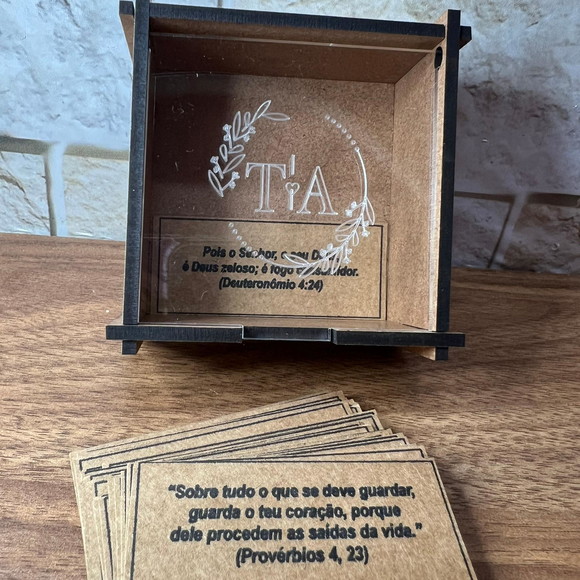 T A
Pois o Senhor,
é Deus zeloso; é fogo
(Deuteronômio 4:24)
"Sobre tudo o que se deve guardar,
guarda o teu coração, porque
dele procedem as saídas da vida."
(Provérbios 4, 23)